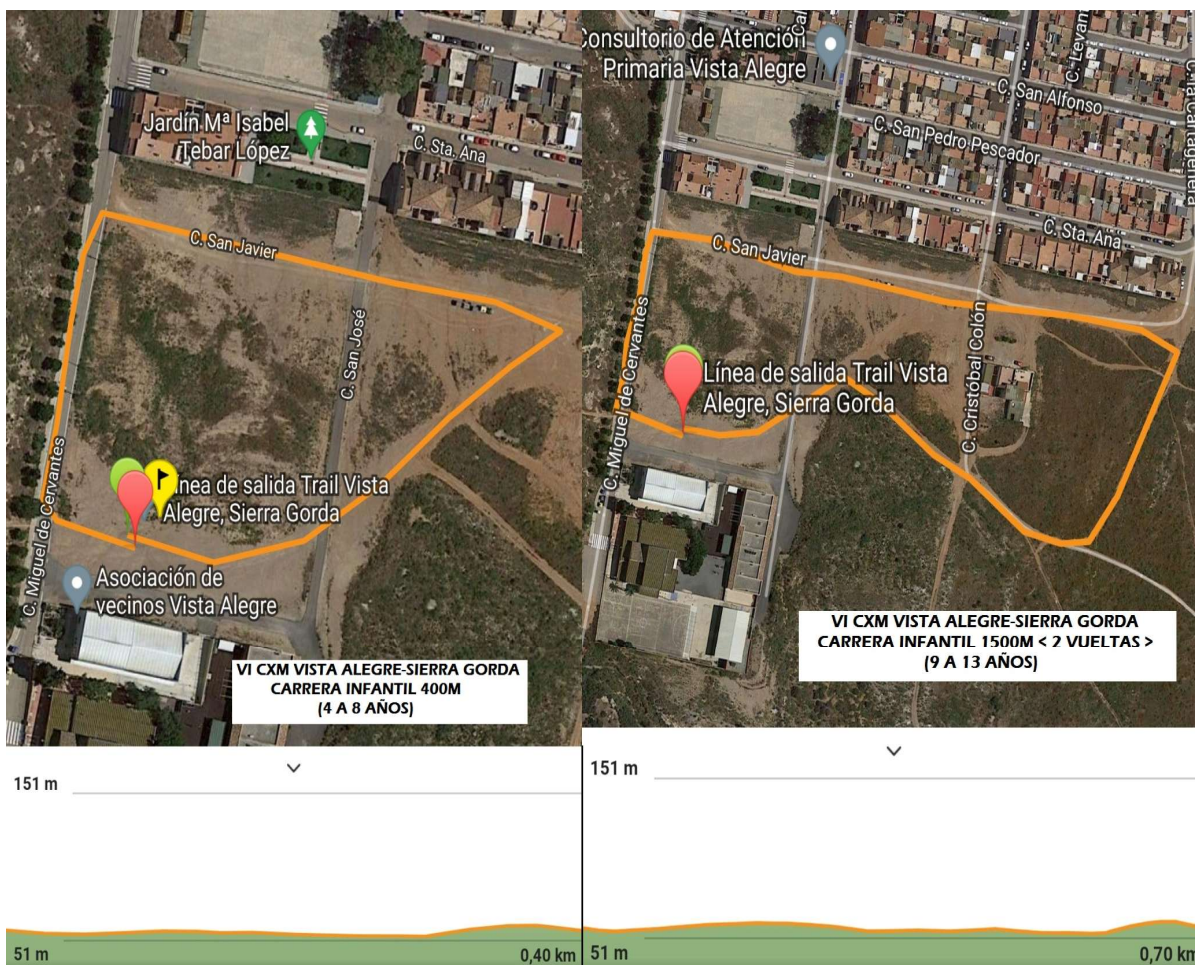 Jardín Mª Isabel
Tebar López
C. Sta. Ana
C. San Javier
C. San José
C. Miguel de Cervantes
Línea de salida Trail Vista
Alegre, Sierra Gorda
Asociación de
vecinos Vista Alegre
VI CXM VISTA ALEGRE-SIERRA GORDA
CARRERA INFANTIL 400M
(4 A 8 AÑOS)
151 m
51 m
0,40 km
Consultorio de Atención
Primaria Vista Alegre
C. Levant
C. San Alfonso
C. San Pedro Pescador
C. Sta. Ana
C. San Javier
C. Miguel de Cervantes
C. Cristóbal Colón
Línea de salida Trail Vista
Alegre, Sierra Gorda
VI CXM VISTA ALEGRE-SIERRA GORDA
CARRERA INFANTIL 1500M < 2 VUELTAS >
(9 A 13 AÑOS)
151 m
51 m
0,70 km